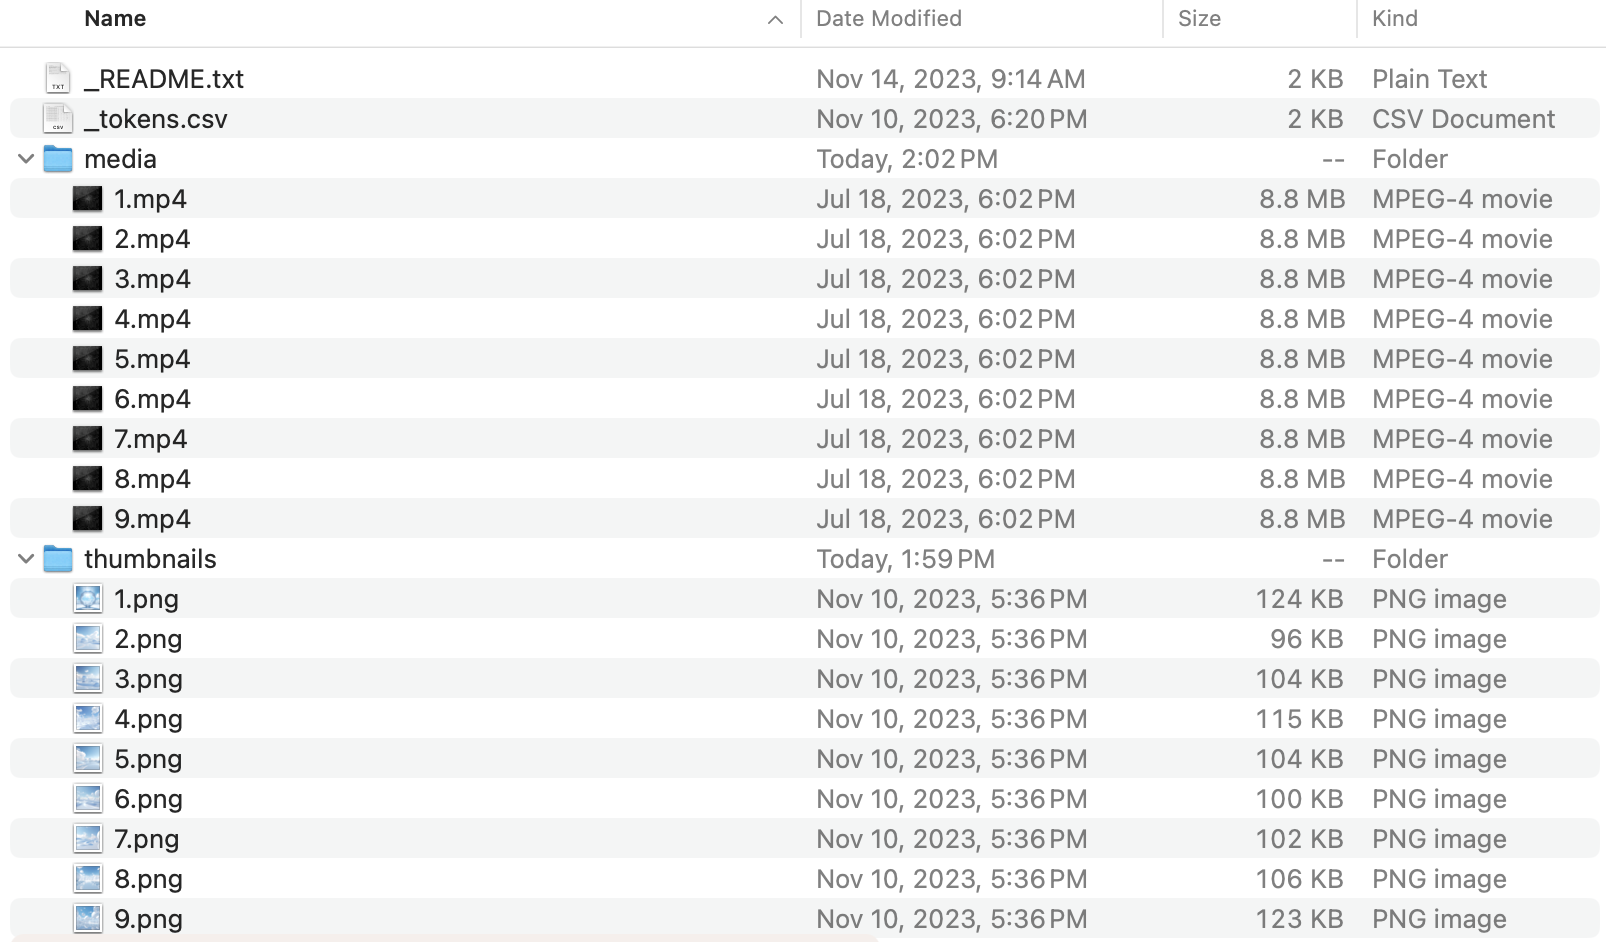 Name Date Modified Size Kind
_README.txt Nov 14, 2023, 9:14 AM 2 KB Plain Text
_tokens.csv Nov 10, 2023, 6:20 PM 2 KB CSV Document
media Today, 2:02 PM -- Folder
1.mp4 Jul 18, 2023, 6:02 PM 8.8 MB MPEG-4 movie
2.mp4 Jul 18, 2023, 6:02 PM 8.8 MB MPEG-4 movie
3.mp4 Jul 18, 2023, 6:02 PM 8.8 MB MPEG-4 movie
4.mp4 Jul 18, 2023, 6:02 PM 8.8 MB MPEG-4 movie
5.mp4 Jul 18, 2023, 6:02 PM 8.8 MB MPEG-4 movie
6.mp4 Jul 18, 2023, 6:02 PM 8.8 MB MPEG-4 movie
7.mp4 Jul 18, 2023, 6:02 PM 8.8 MB MPEG-4 movie
8.mp4 Jul 18, 2023, 6:02 PM 8.8 MB MPEG-4 movie
9.mp4 Jul 18, 2023, 6:02 PM 8.8 MB MPEG-4 movie
thumbnails Today, 1:59 PM -- Folder
1.png Nov 10, 2023, 5:36 PM 124 KB PNG image
2.png Nov 10, 2023, 5:36 PM 96 KB PNG image
3.png Nov 10, 2023, 5:36 PM 104 KB PNG image
4.png Nov 10, 2023, 5:36 PM 115 KB PNG image
5.png Nov 10, 2023, 5:36 PM 104 KB PNG image
6.png Nov 10, 2023, 5:36 PM 100 KB PNG image
7.png Nov 10, 2023, 5:36 PM 102 KB PNG image
8.png Nov 10, 2023, 5:36 PM 106 KB PNG image
9.png Nov 10, 2023, 5:36 PM 123 KB PNG image